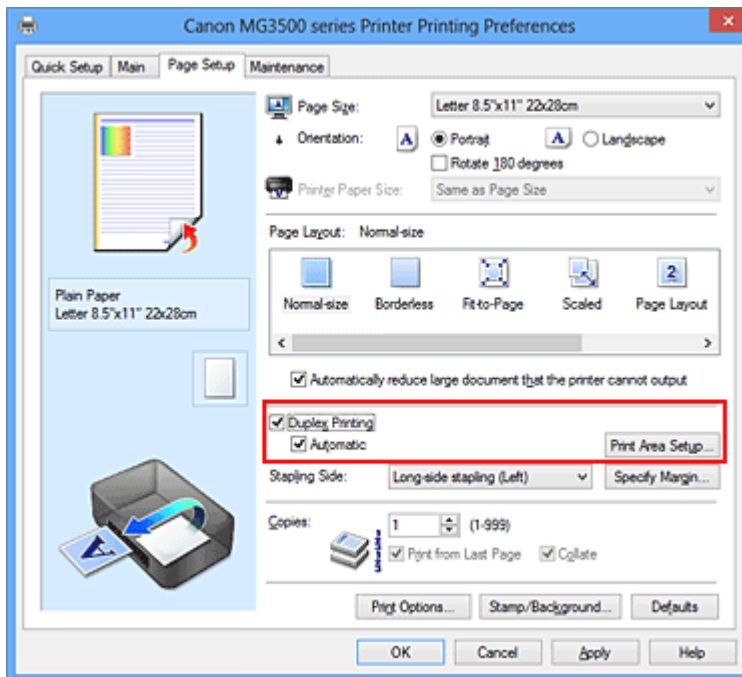 Canon MG3500 series Printer Printing Preferences
Quick Setup Main Page Setup Maintenance
Page Size: Letter 8.5"x11" 22x28cm
Orientation: A Portrait A Landscape
Rotate 180 degrees
Printer Paper Size: Same as Page Size
Page Layout: Normal-size
2
Normal-size Borderless Fit-to-Page Scaled Page Layout
Plain Paper
Letter 8.5"x11" 22x28cm
Automatically reduce large document that the printer cannot output
Duplex Printing
Automatic Print Area Setup...
Stapling Side: Long-side stapling (Left) Specify Margin...
Copies: 1 (1-999)
Print from Last Page Collate
A
Print Options... Stamp/Background... Defaults
OK Cancel Apply Help